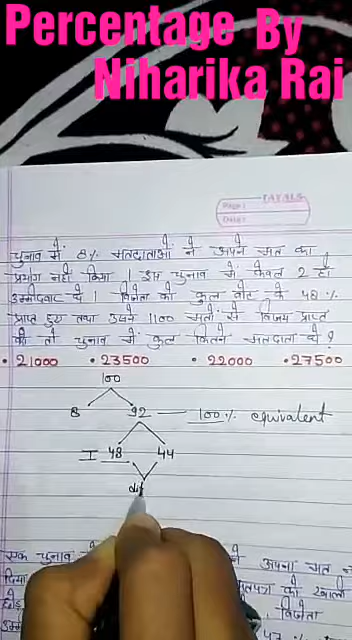 Percentage By
Niharika Rai
TAYALS
Page:
Date:
चुनाव में 8% मतदाताओं ने अपने मत का
प्रयोग नहीं किया । इस चुनाव में केवल 2 ही
उम्मीदवार थे । विजेता को कुल वोट के 48 %
प्राप्त हुए तथा उसने 1100 मतों से विजय प्राप्त
की तो चुनाव में कुल कितने मतदाता थे ?
• 21000 • 23500 • 22000 • 27500
100
8 92 — 100 % equivalent
I 48 44
dif
एक चुनाव ने अपना मत
विजेता